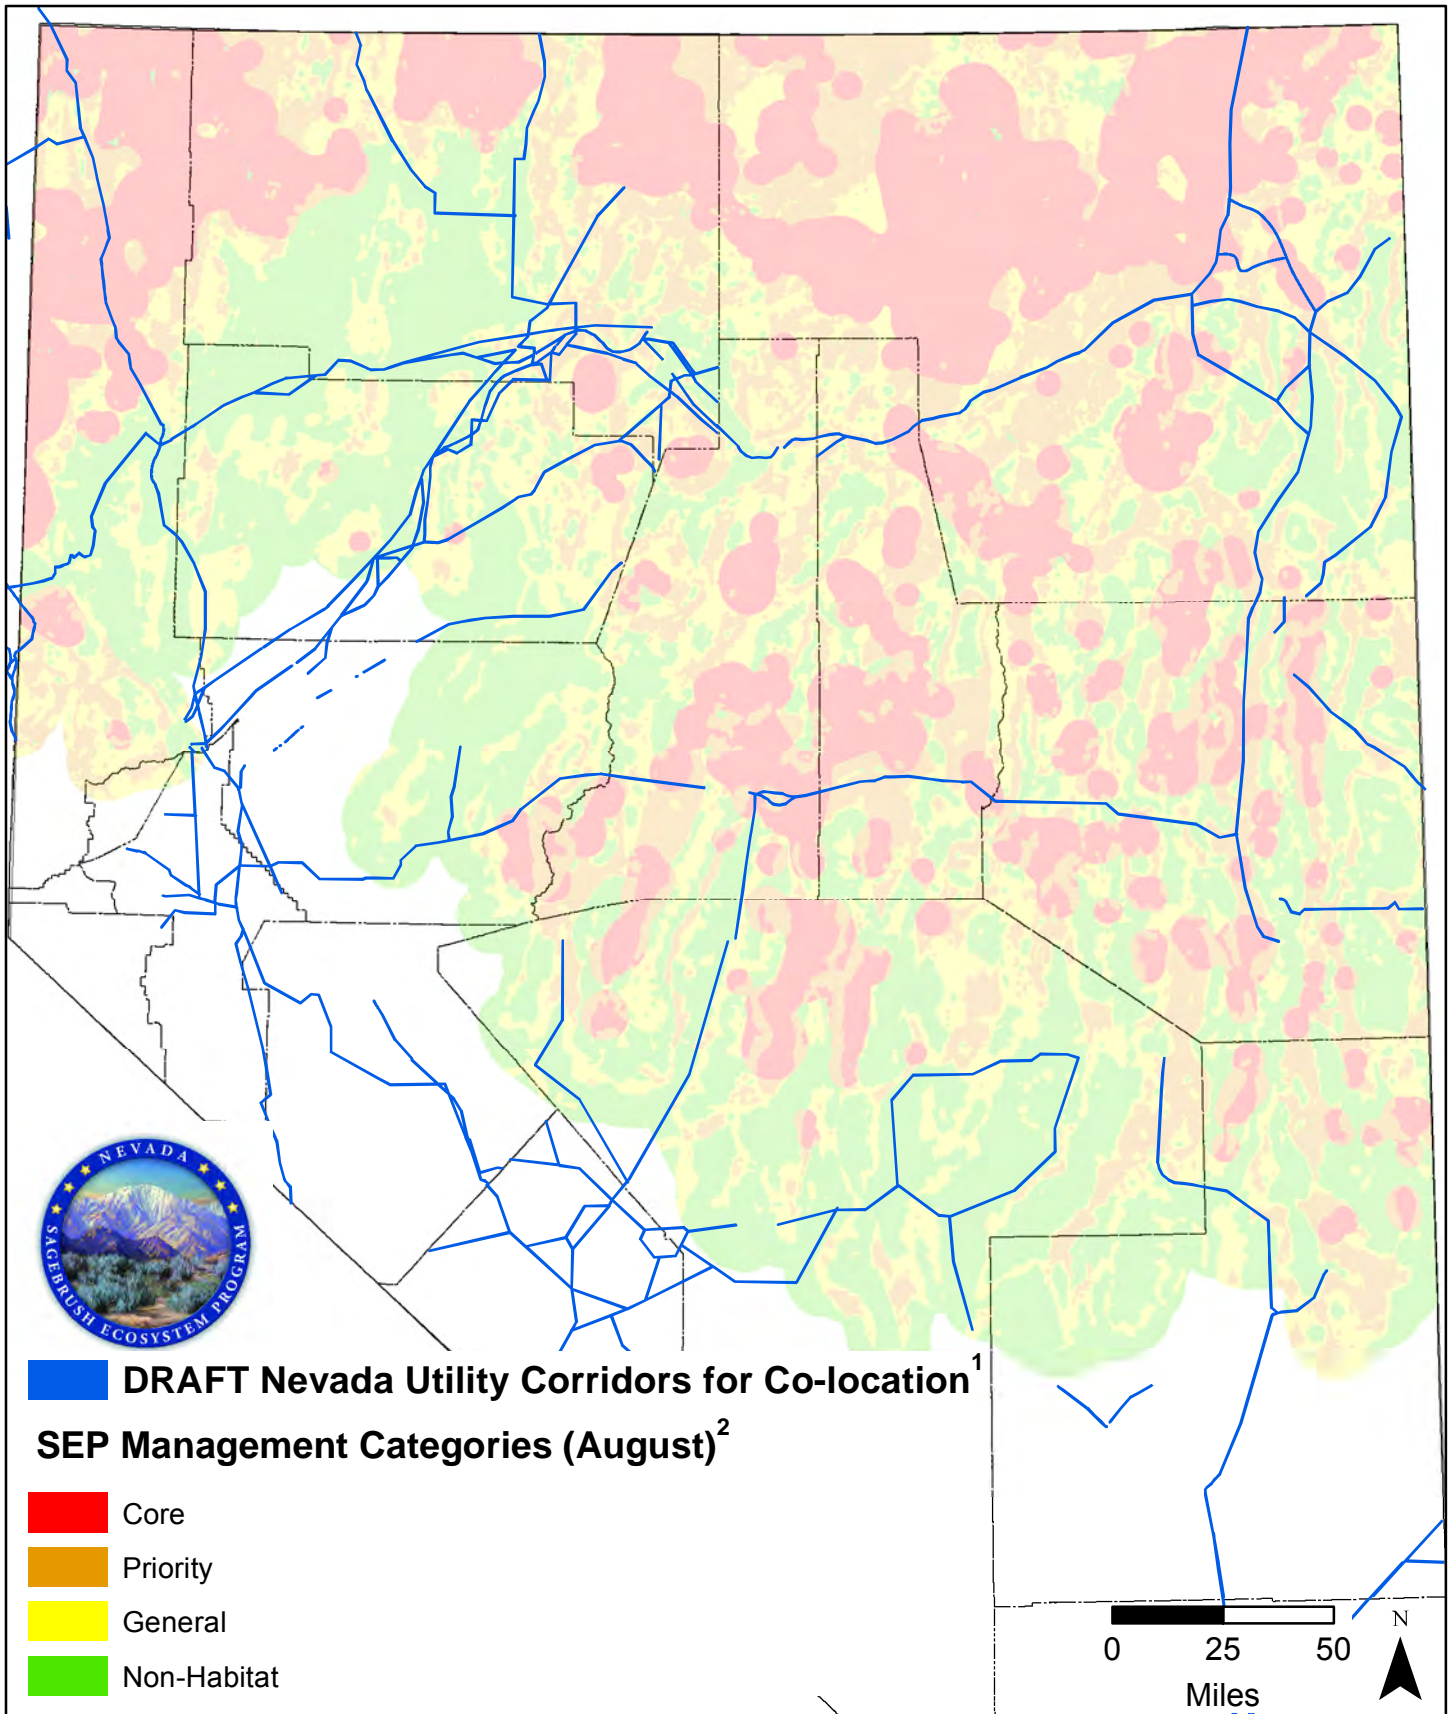 NEVADA
SAGEBRUSH ECOSYSTEM PROGRAM
DRAFT Nevada Utility Corridors for Co-location1
SEP Management Categories (August)2
Core
Priority
General
Non-Habitat
0 25 50
Miles
N